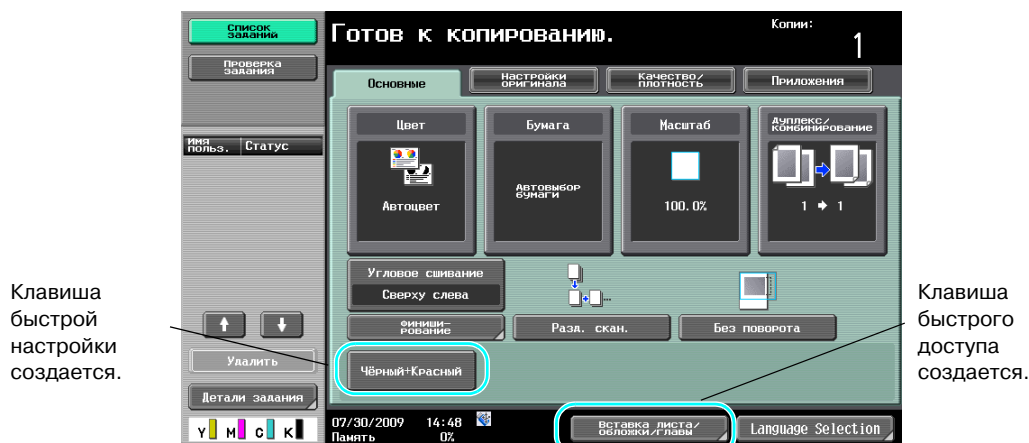 Список
заданий
Готов к копированию.
Копии:
1
Проверка
задания
Основные
Настройки
оригинала
Качество/
плотность
Приложения
Цвет
Бумага
Масштаб
Дуплекс/
комбинирование
Имя
польз.
Статус
Автоцвет
Автовыбор
бумаги
100.0%
1 → 1
Угловое сшивание
Сверху слева
Финиши-
рование
Разд. скан.
Без поворота
Клавиша
быстрой
настройки
создается.
Клавиша
быстрого
доступа
создается.
Удалить
Чёрный+Красный
Детали задания
Y M C K
07/30/2009 14:48
Память 0%
Вставка листа/
обложки/главы
Language Selection